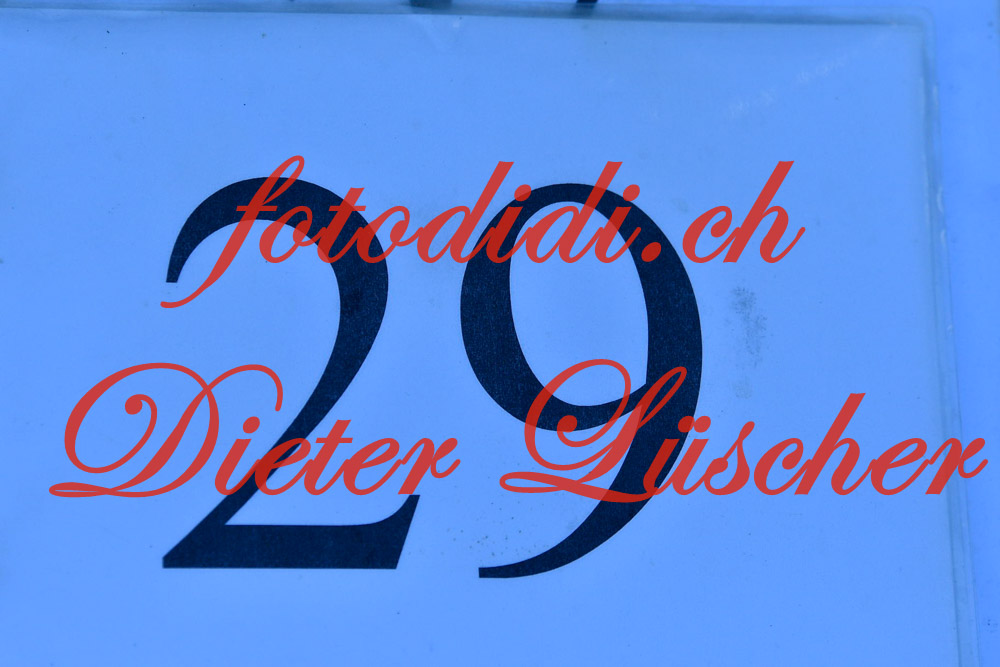 fotodidi.ch
29
Dieter Lüscher